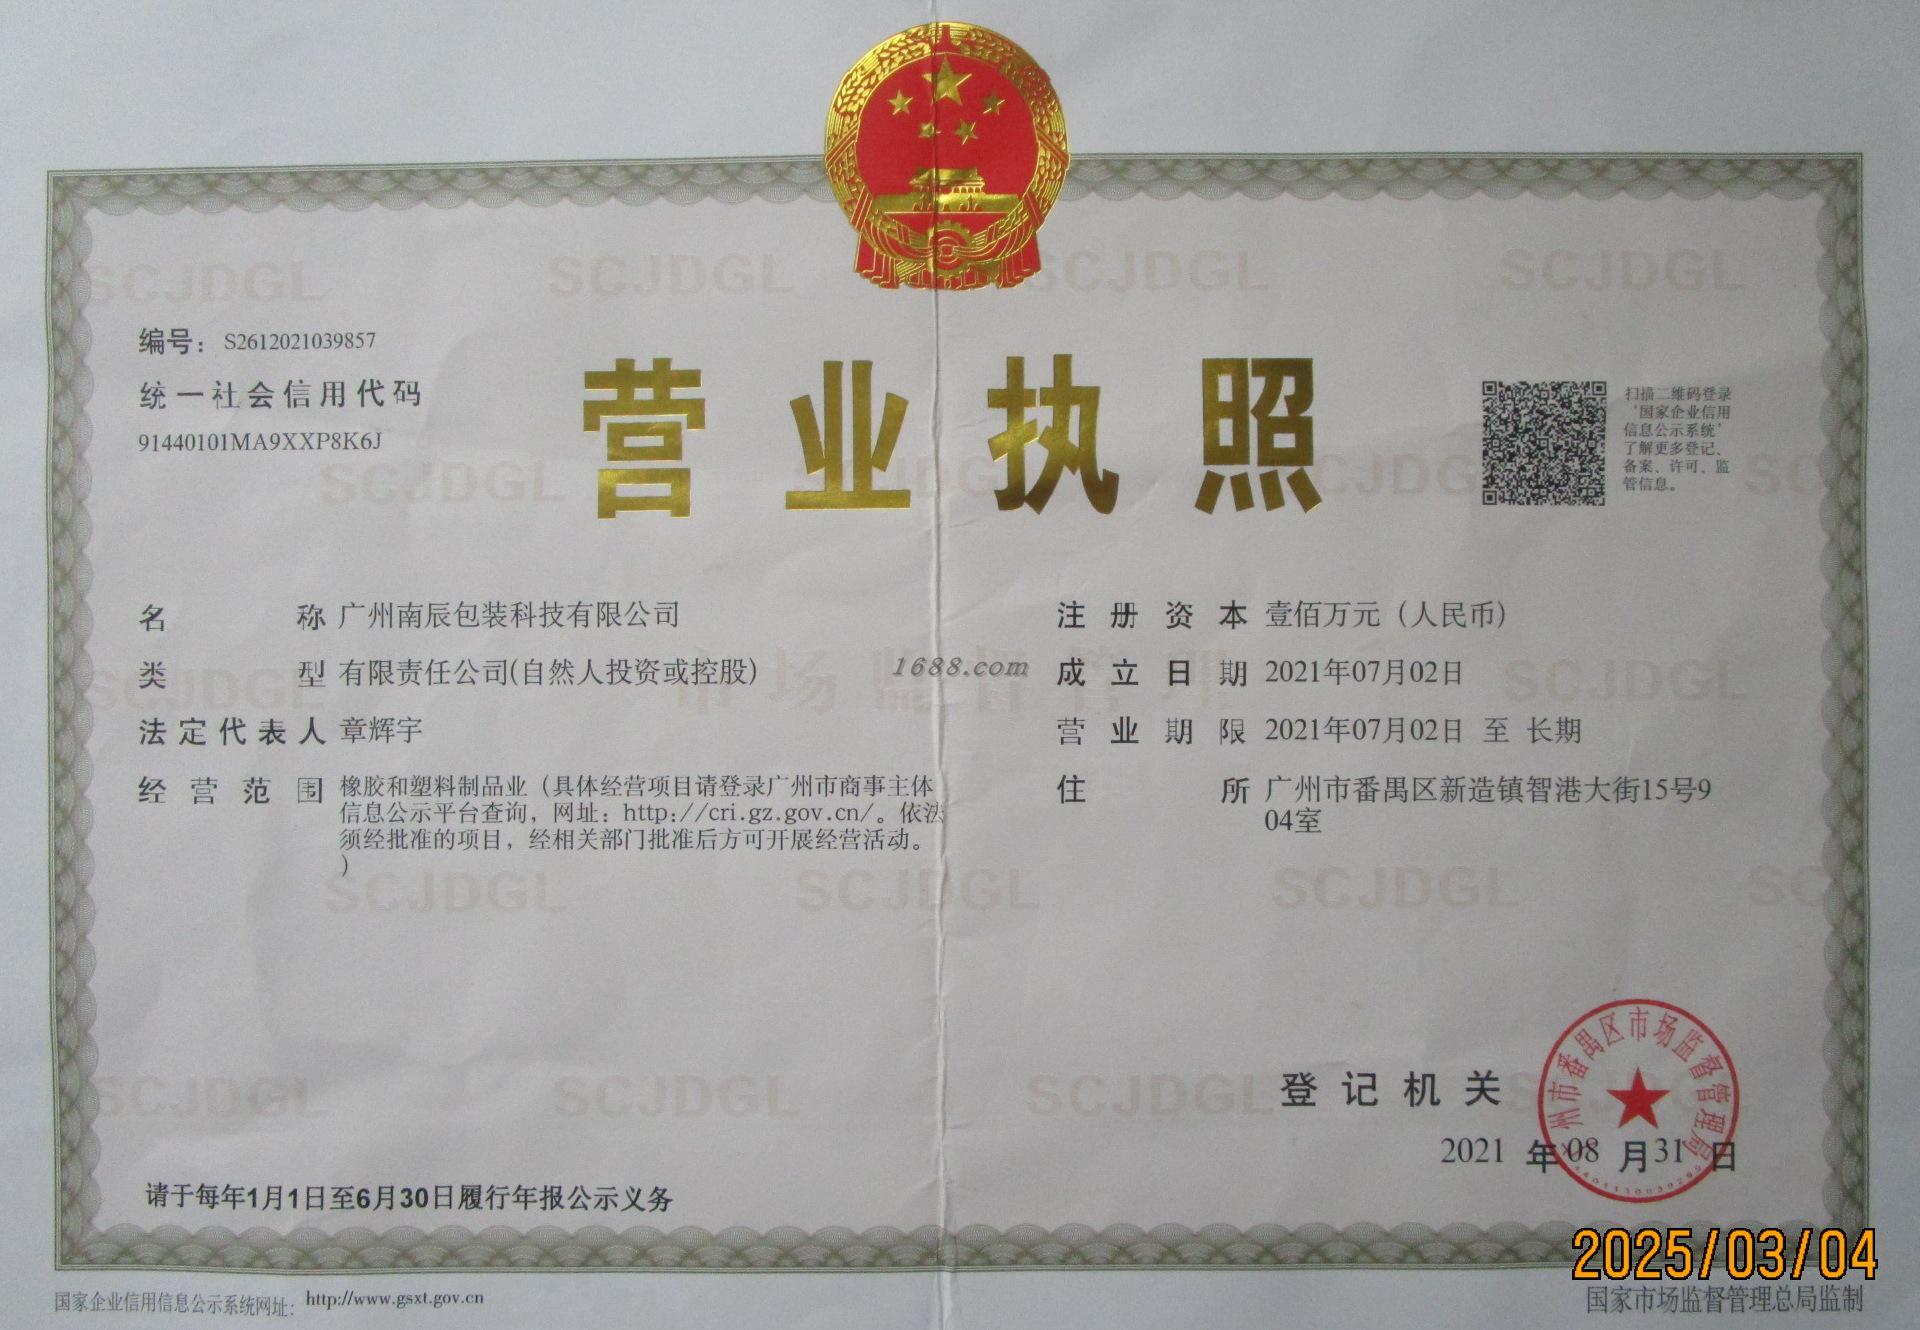 编号： S2612021039857
统一社会信用代码
91440101MA9XXP8K6J
营业执照
扫描二维码登录
‘国家企业信用
信息公示系统’
了解更多登记、
备案、许可、监
管信息。
名称 广州南辰包装科技有限公司
类型 有限责任公司(自然人投资或控股)
法定代表人 章辉宇
经营范围 橡胶和塑料制品业（具体经营项目请登录广州市商事主体
信息公示平台查询，网址：http://cri.gz.gov.cn/。依法
须经批准的项目，经相关部门批准后方可开展经营活动。
）
1688.com
注册资本 壹佰万元（人民币）
成立日期 2021年07月02日
营业期限 2021年07月02日 至 长期
住所 广州市番禺区新造镇智港大街15号9
04室
SCJDGL
市场监督管理
登记机关
广州市番禺区市场监督管理局
2021 年 08 月 31 日
请于每年1月1日至6月30日履行年报公示义务
2025/03/04
国家企业信用信息公示系统网址： http://www.gsxt.gov.cn
国家市场监督管理总局监制